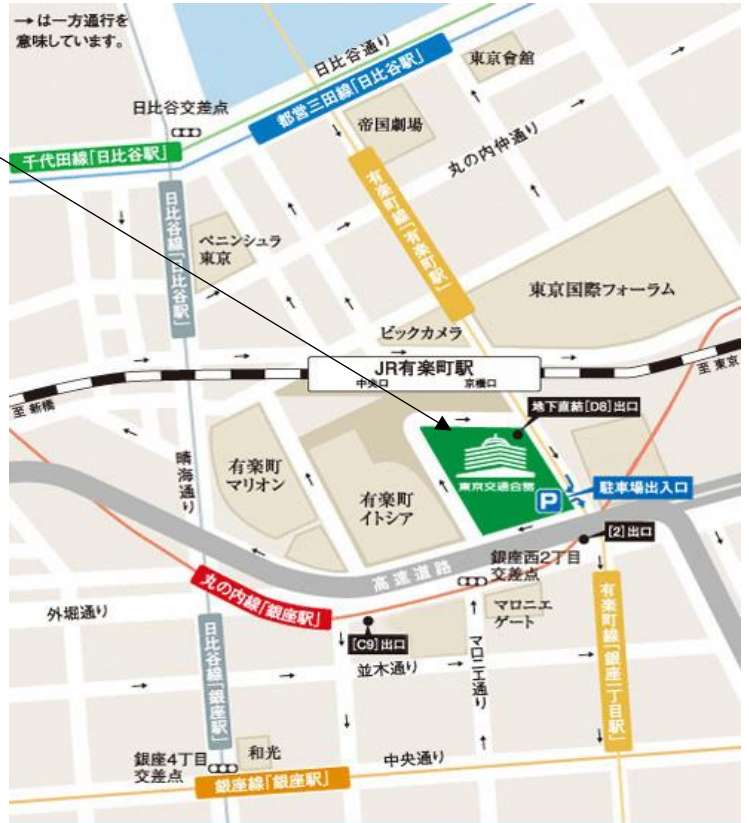 →は一方通行を
意味しています。
日比谷通り
東京會舘
都営三田線「日比谷駅」
日比谷交差点
帝国劇場
千代田線「日比谷駅」
丸の内仲通り
有楽町線「有楽町駅」
日比谷線「日比谷駅」
ペニンシュラ
東京
東京国際フォーラム
ビックカメラ
JR有楽町駅
中央口
京橋口
至 東京
至 新橋
地下直結[D8]出口
有楽町
マリオン
晴海通り
東京交通会館
有楽町
イトシア
P
駐車場出入口
[2]出口
高速道路
銀座西2丁目
交差点
丸の内線「銀座駅」
外堀通り
マロニエ
ゲート
有楽町線「銀座一丁目駅」
[C9]出口
日比谷線「銀座駅」
並木通り
マロニエ通り
銀座4丁目
交差点
和光
中央通り
銀座線「銀座駅」